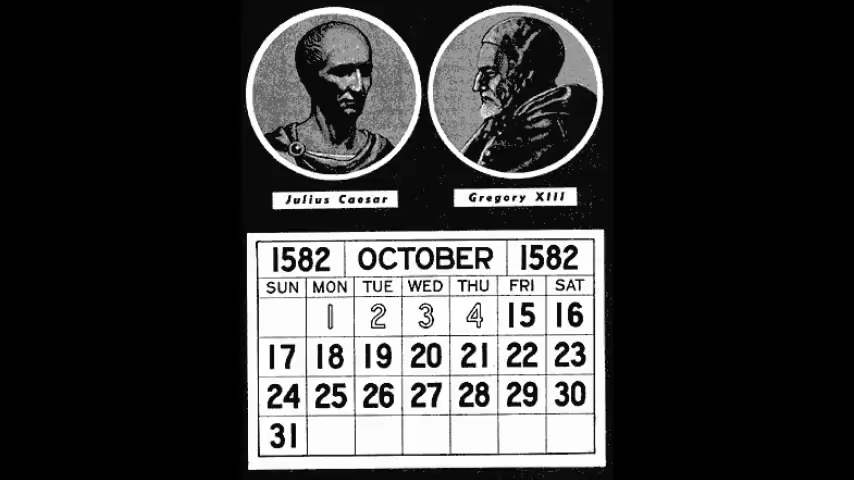 Julius Caesar
Gregory XIII
1582 OCTOBER 1582
SUN MON TUE WED THU FRI SAT
1 2 3 4 15 16
17 18 19 20 21 22 23
24 25 26 27 28 29 30
31